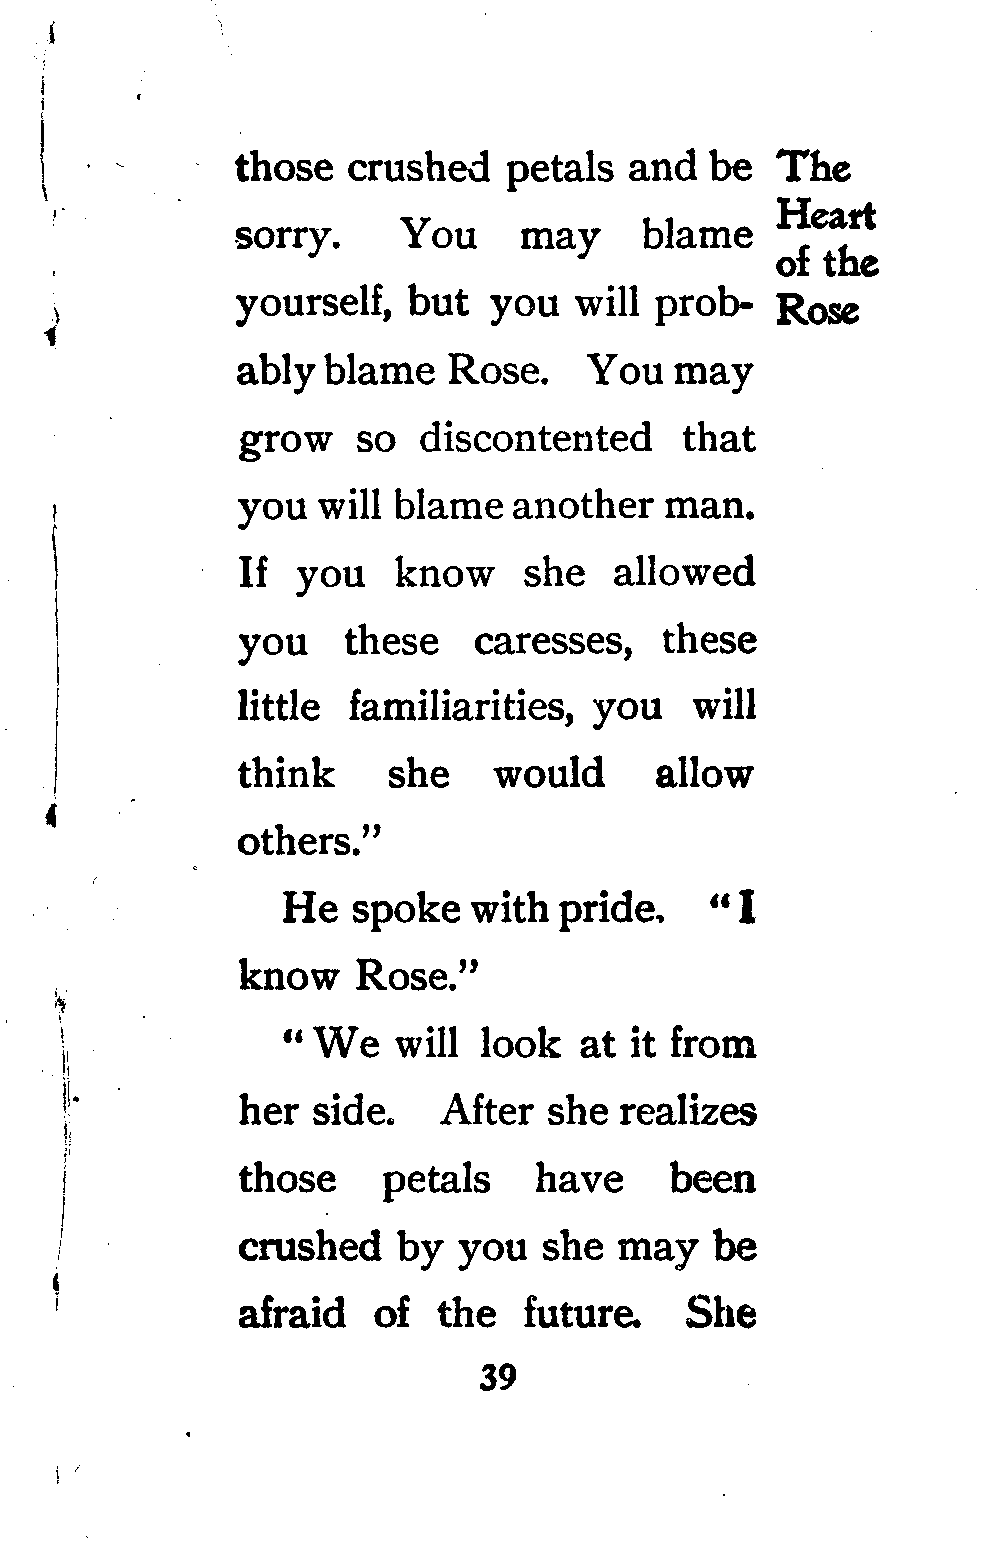 those crushed petals and be
sorry. You may blame
yourself, but you will prob-
ably blame Rose. You may
grow so discontented that
you will blame another man.
If you know she allowed
you these caresses, these
little familiarities, you will
think she would allow
others."
He spoke with pride. "I
know Rose."
"We will look at it from
her side. After she realizes
those petals have been
crushed by you she may be
afraid of the future. She
The
Heart
of the
Rose
39